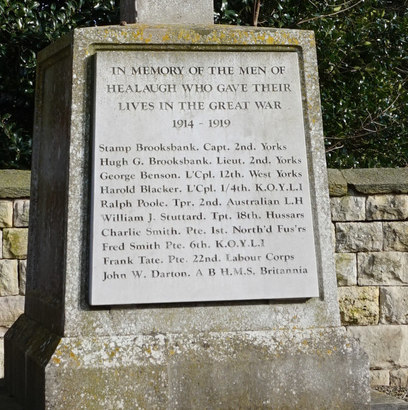 IN MEMORY OF THE MEN OF
HEALAUGH WHO GAVE THEIR
LIVES IN THE GREAT WAR
1914 - 1919
Stamp Brooksbank. Capt. 2nd. Yorks
Hugh G. Brooksbank. Lieut. 2nd. Yorks
George Benson. L'Cpl. 12th. West Yorks
Harold Blacker. L'Cpl. 1/4th. K.O.Y.L.I
Ralph Poole. Tpr. 2nd. Australian L.H
William J. Stuttard. Tpt. 18th. Hussars
Charlie Smith. Pte. 1st. North'd Fus'rs
Fred Smith Pte. 6th. K.O.Y.L.I
Frank Tate. Pte. 22nd. Labour Corps
John W. Darton. A B H.M.S. Britannia